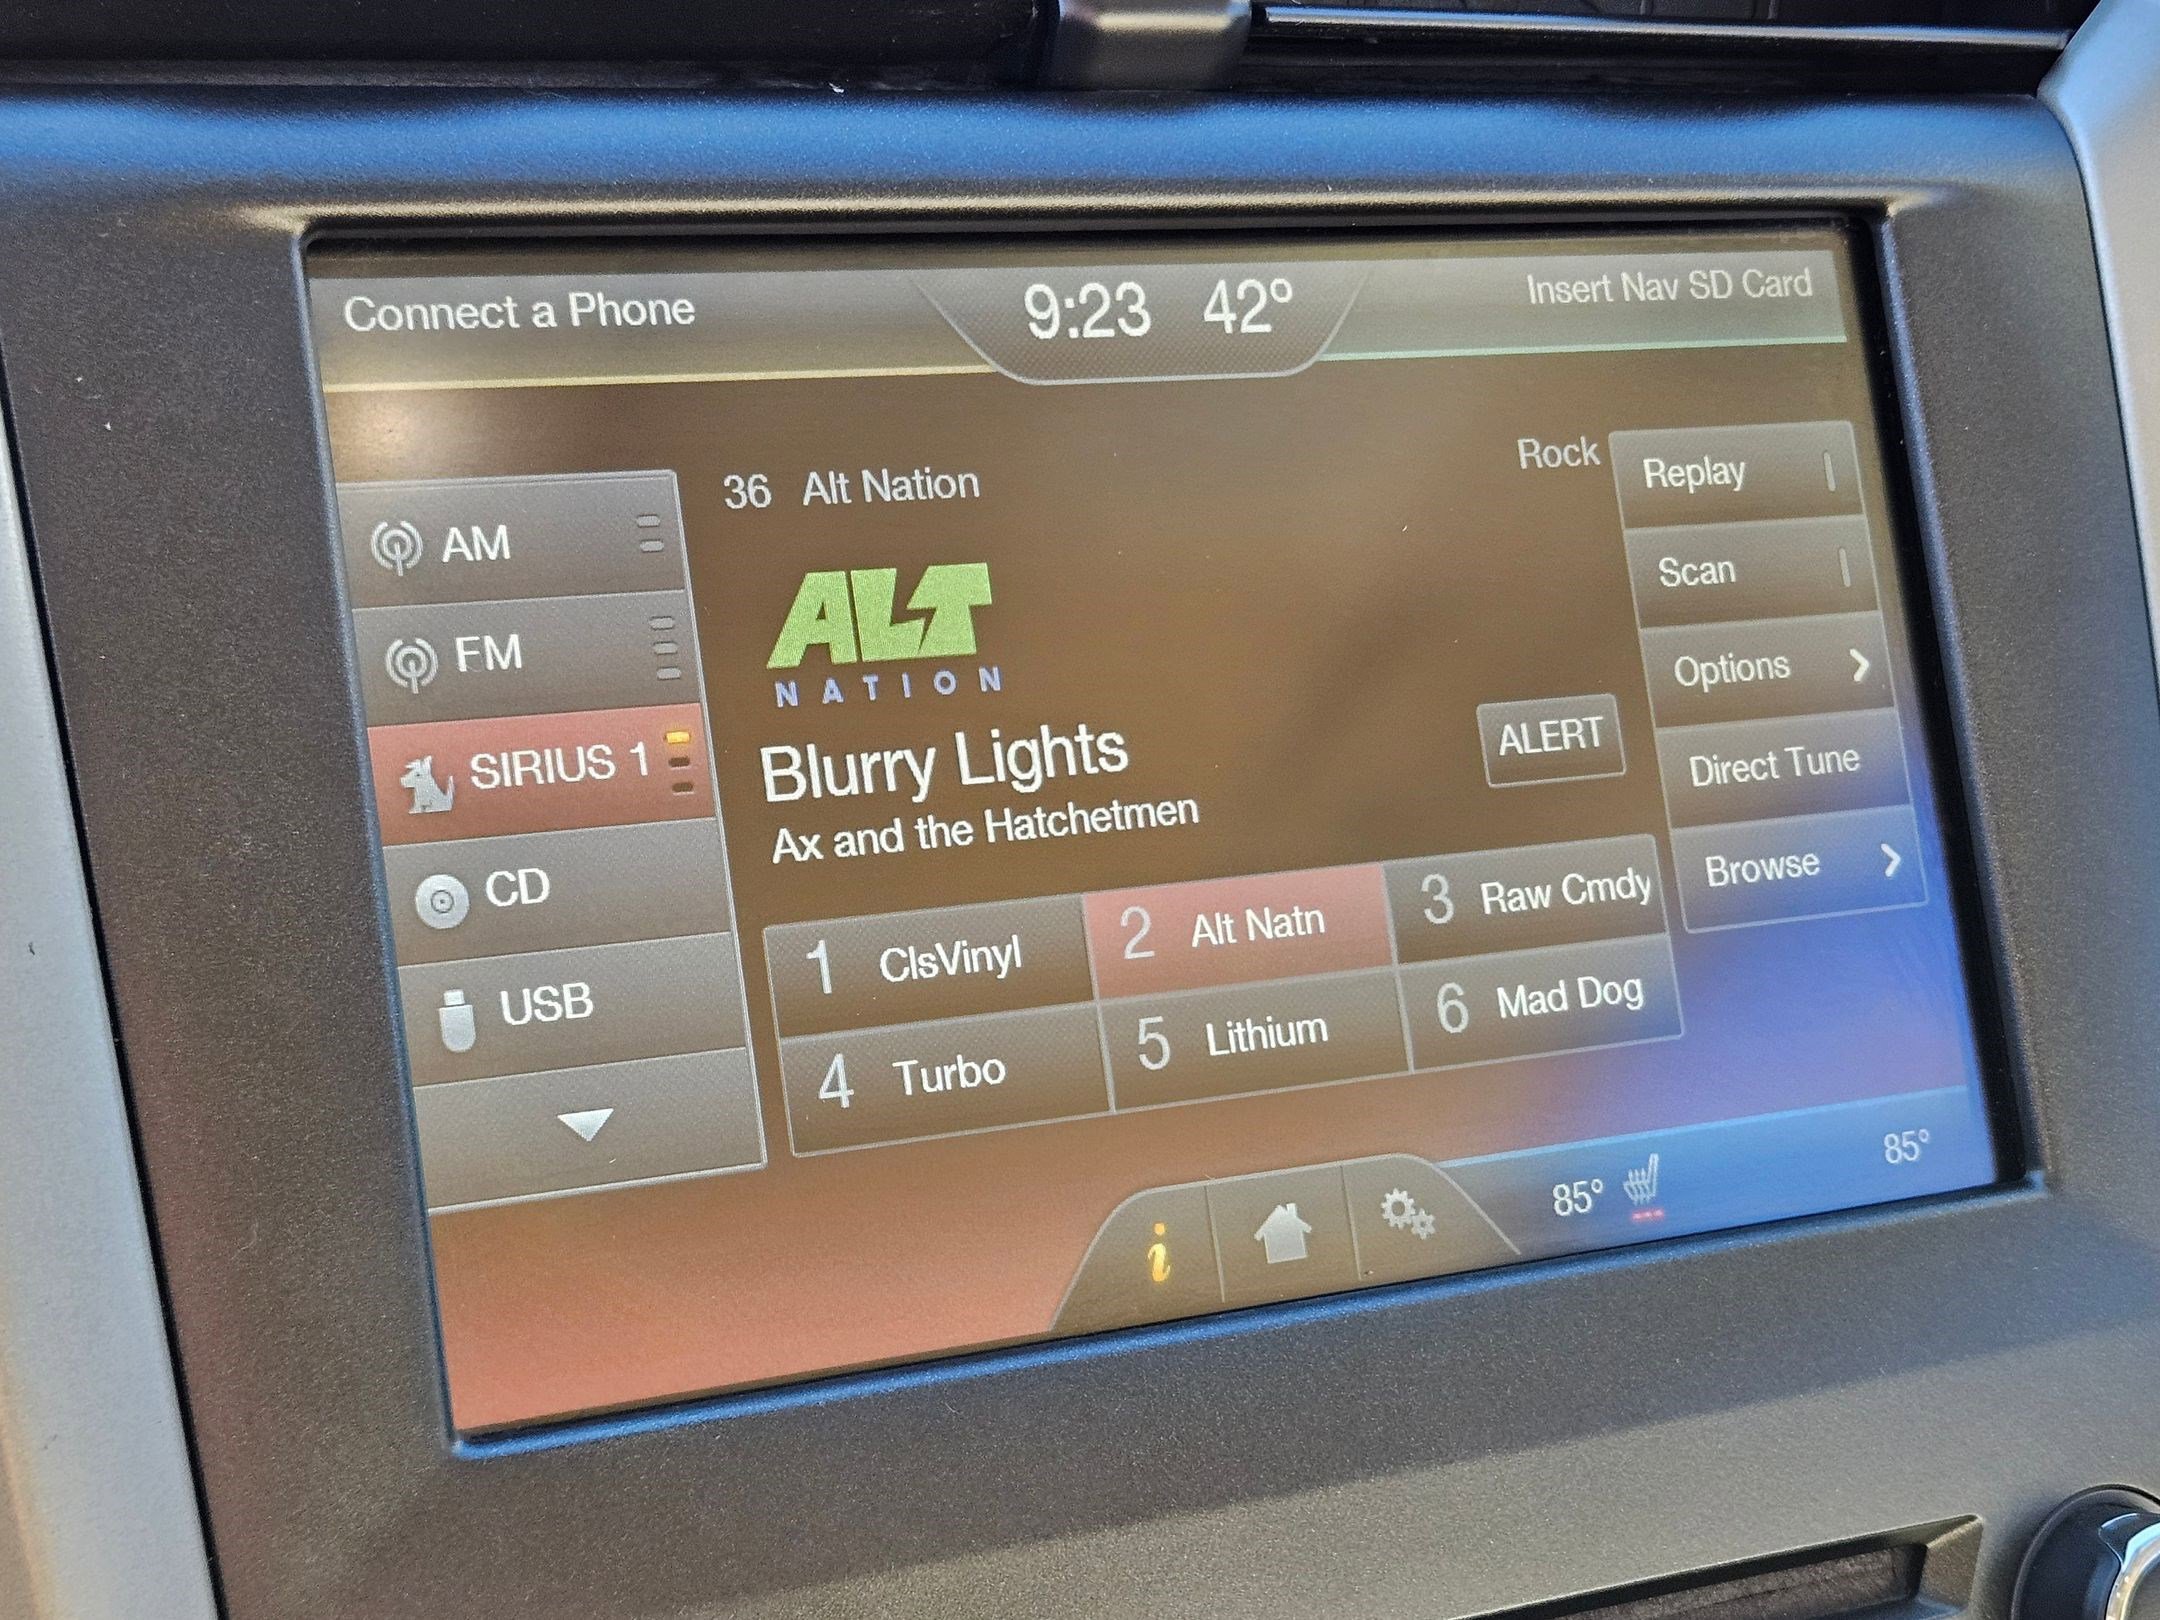 Connect a Phone
9:23 42°
Insert Nav SD Card
AM
FM
SIRIUS 1
CD
USB
36 Alt Nation
Rock
ALT
NATION
Blurry Lights
Ax and the Hatchetmen
ALERT
1 ClsVinyl
2 Alt Natn
3 Raw Cmdy
4 Turbo
5 Lithium
6 Mad Dog
Replay
Scan
Options
Direct Tune
Browse
i
85°
85°